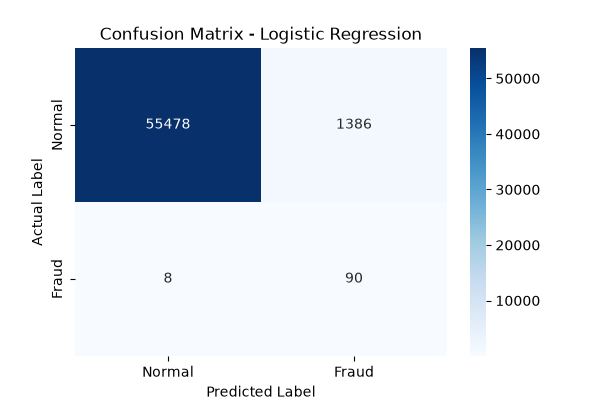 Confusion Matrix - Logistic Regression
Actual Label
Normal
55478 1386
Fraud
8 90
Normal Fraud
Predicted Label
50000
40000
30000
20000
10000